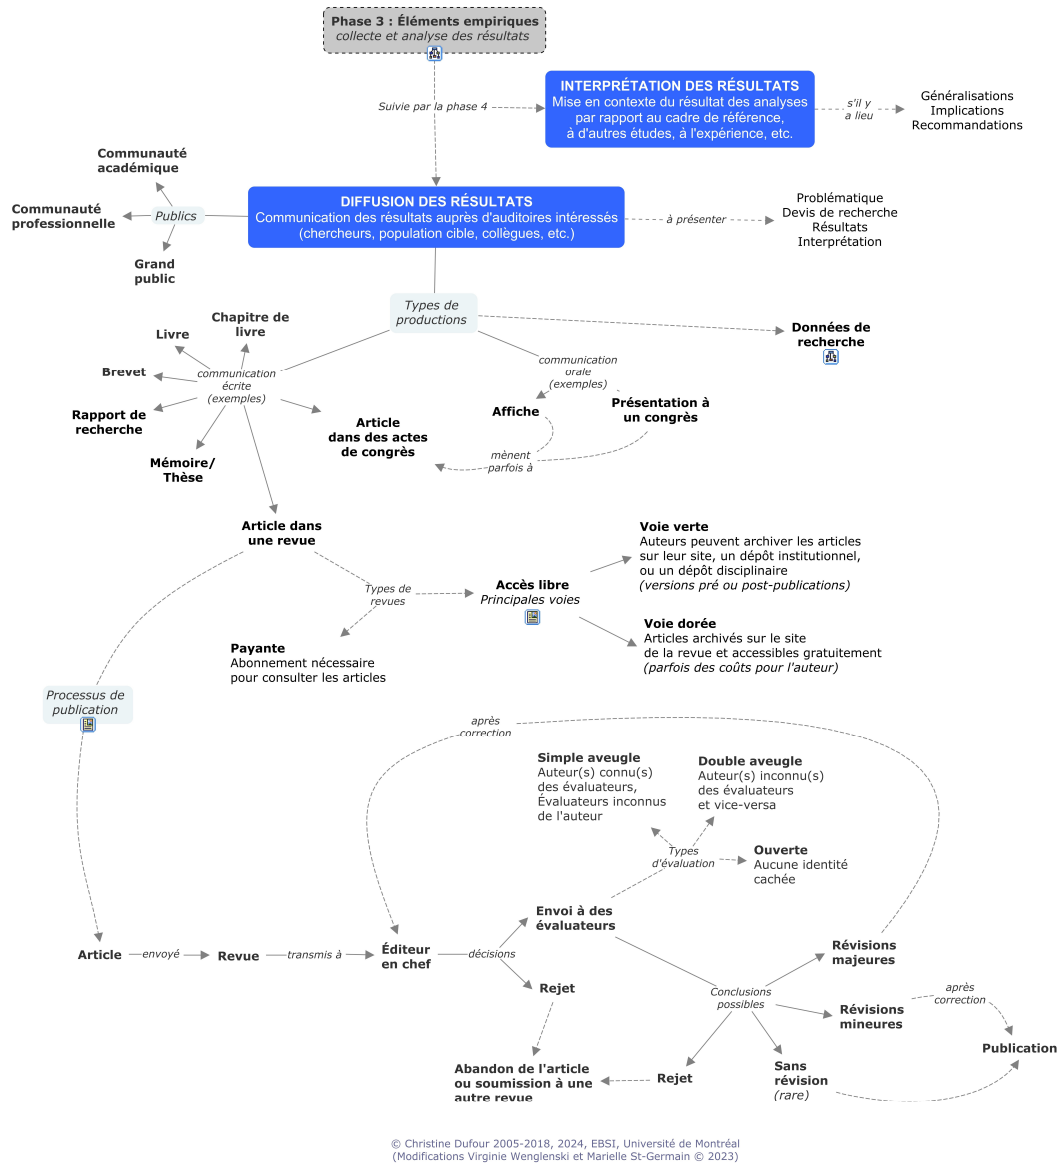 Phase 3 : Éléments empiriques
collecte et analyse des résultats
Suivie par la phase 4
INTERPRÉTATION DES RÉSULTATS
Mise en contexte du résultat des analyses
par rapport au cadre de référence,
à d'autres études, à l'expérience, etc.
s'il y
a lieu
Généralisations
Implications
Recommandations
Communauté
académique
Communauté
professionnelle
Publics
Grand
public
DIFFUSION DES RÉSULTATS
Communication des résultats auprès d'auditoires intéressés
(chercheurs, population cible, collègues, etc.)
à présenter
Problématique
Devis de recherche
Résultats
Interprétation
Types de
productions
Données de
recherche
Chapitre de
livre
Livre
Brevet
communication
écrite
(exemples)
Rapport de
recherche
Mémoire/
Thèse
Article
dans des actes
de congrès
communication
orale
(exemples)
Affiche
Présentation à
un congrès
mènent
parfois à
Article dans
une revue
Types de
revues
Accès libre
Principales voies
Voie verte
Auteurs peuvent archiver les articles
sur leur site, un dépôt institutionnel,
ou un dépôt disciplinaire
(versions pré ou post-publications)
Voie dorée
Articles archivés sur le site
de la revue et accessibles gratuitement
(parfois des coûts pour l'auteur)
Payante
Abonnement nécessaire
pour consulter les articles
Processus de
publication
après
correction
Simple aveugle
Auteur(s) connu(s)
des évaluateurs,
Évaluateurs inconnus
de l'auteur
Double aveugle
Auteur(s) inconnu(s)
des évaluateurs
et vice-versa
Types
d'évaluation
Ouverte
Aucune identité
cachée
Envoi à des
évaluateurs
Article
envoyé
Revue
transmis à
Éditeur
en chef
décisions
Rejet
Révisions
majeures
Conclusions
possibles
Révisions
mineures
après
correction
Publication
Abandon de l'article
ou soumission à une
autre revue
Rejet
Sans
révision
(rare)
© Christine Dufour 2005-2018, 2024, EBSI, Université de Montréal
(Modifications Virginie Wenglenski et Marielle St-Germain © 2023)